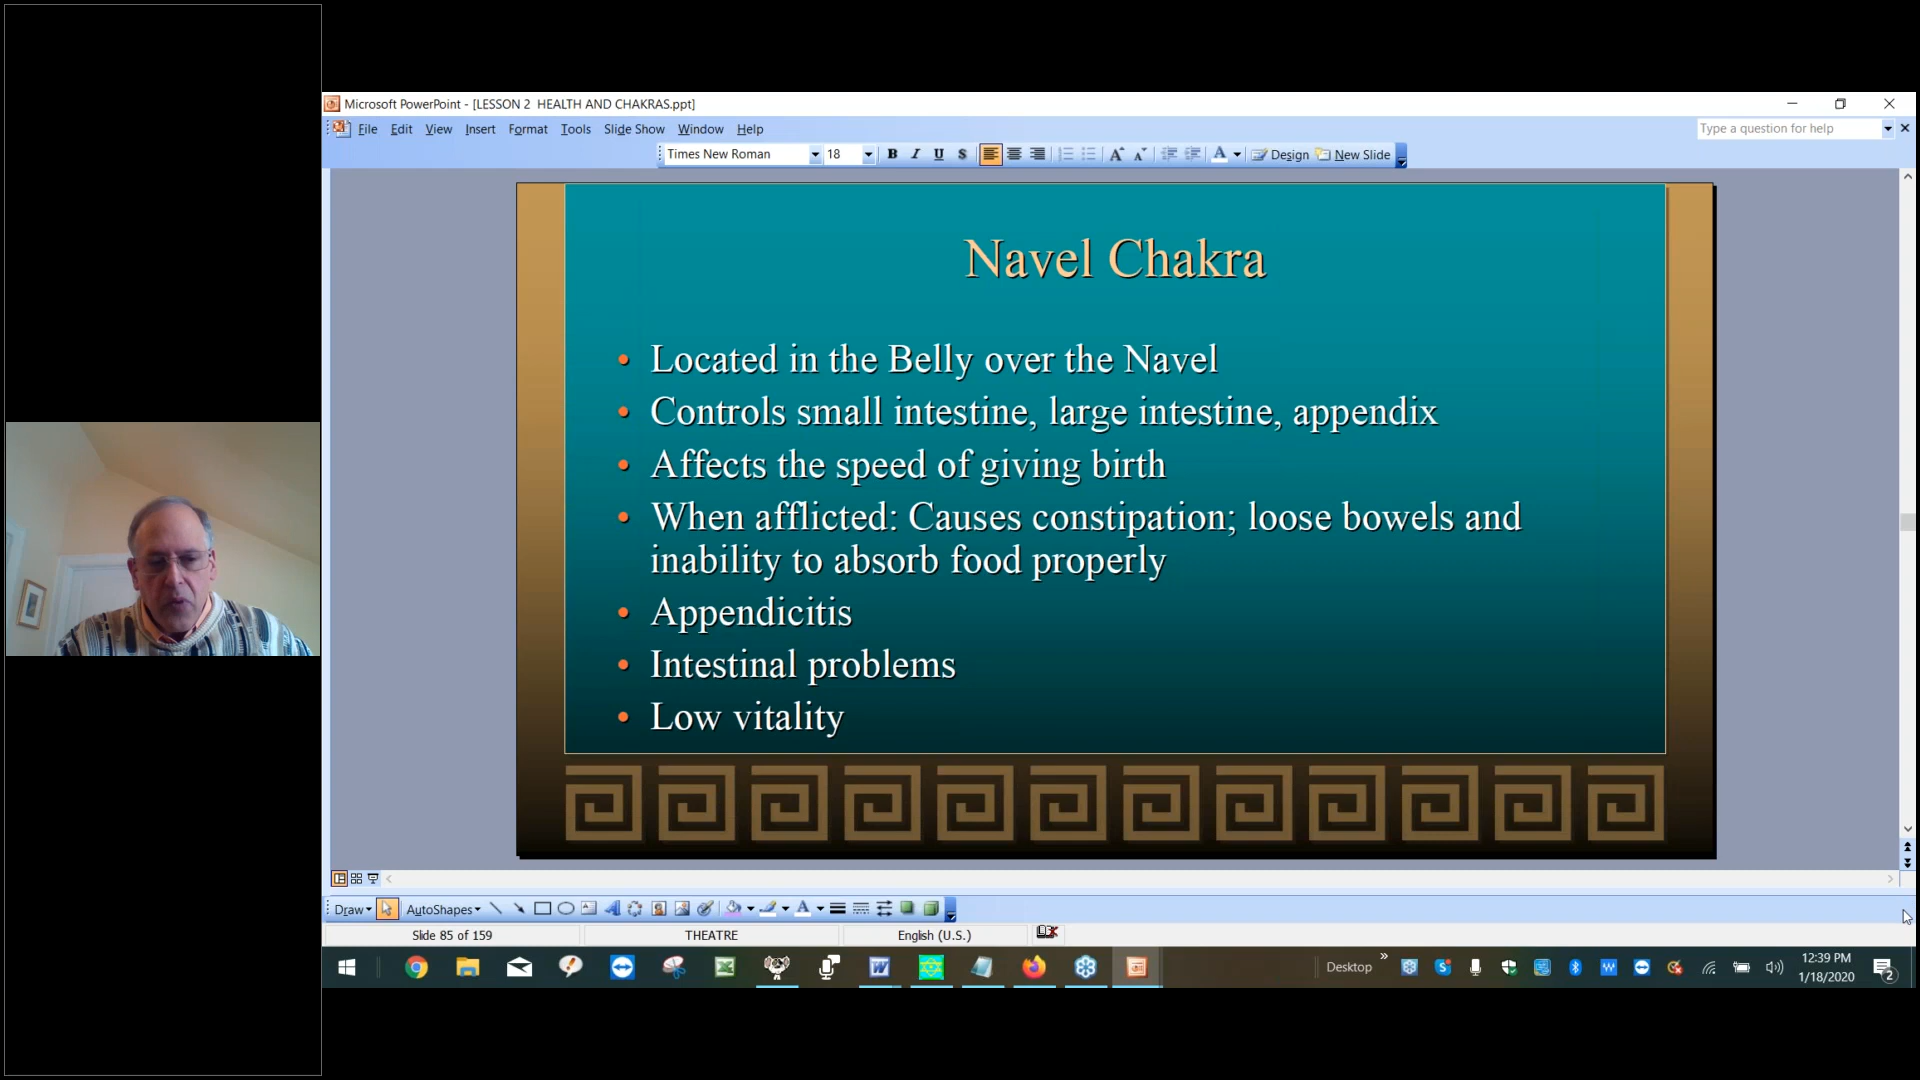 Microsoft PowerPoint - [LESSON 2 HEALTH AND CHAKRAS.ppt]
File Edit View Insert Format Tools Slide Show Window Help
Type a question for help
Times New Roman 18 B I U S A A A Design New Slide
Navel Chakra
• Located in the Belly over the Navel
• Controls small intestine, large intestine, appendix
• Affects the speed of giving birth
• When afflicted: Causes constipation; loose bowels and
inability to absorb food properly
• Appendicitis
• Intestinal problems
• Low vitality
Draw AutoShapes A
Slide 85 of 159 THEATRE English (U.S.)
Desktop
12:39 PM
1/18/2020
2